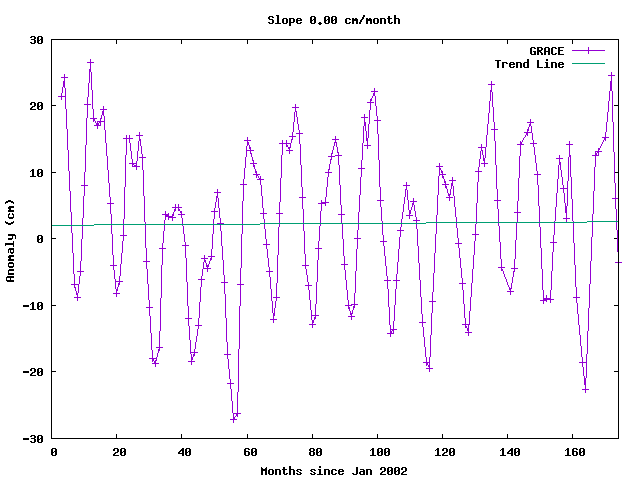 Slope 0.00 cm/month
GRACE
Trend Line
30
20
10
0
-10
-20
-30
Anomaly (cm)
0 20 40 60 80 100 120 140 160
Months since Jan 2002